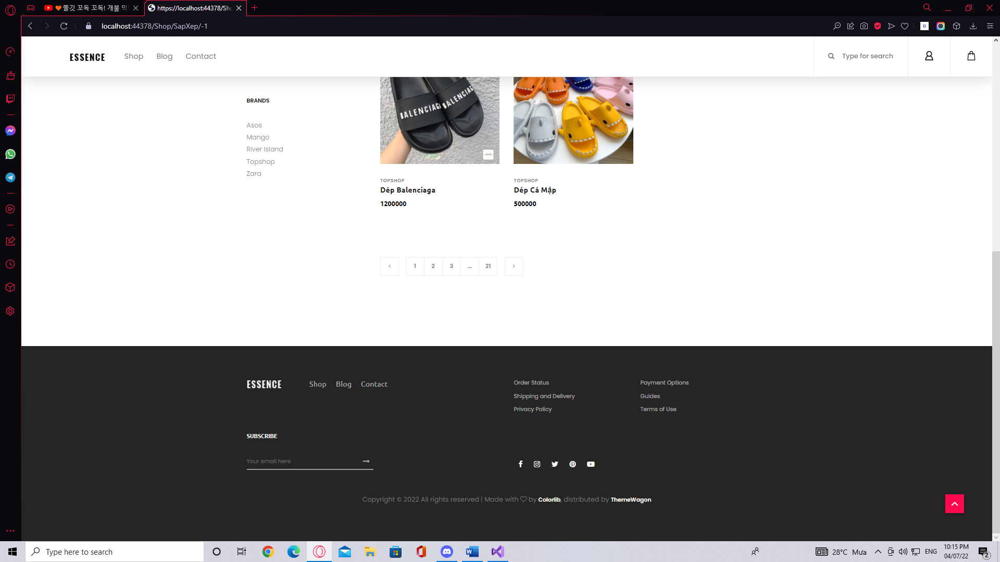 쫄깃 꼬독 꼬독! 개불 먹
https://localhost:44378/Sho
localhost:44378/Shop/SapXep/-1
ESSENCE Shop Blog Contact
Type for search
BRANDS
Asos
Mango
River Island
Topshop
Zara
BALENCIAGA
BALENCIAGA
TOPSHOP
Dép Balenciaga
1200000
TOPSHOP
Dép Cá Mập
500000
1 2 3 ... 21
ESSENCE Shop Blog Contact
Order Status
Shipping and Delivery
Privacy Policy
Payment Options
Guides
Terms of Use
SUBSCRIBE
Your email here
Copyright © 2022 All rights reserved | Made with by Colorlib, distributed by ThemeWagon
Type here to search
28°C Mưa
ENG
10:15 PM
04/07/22
2